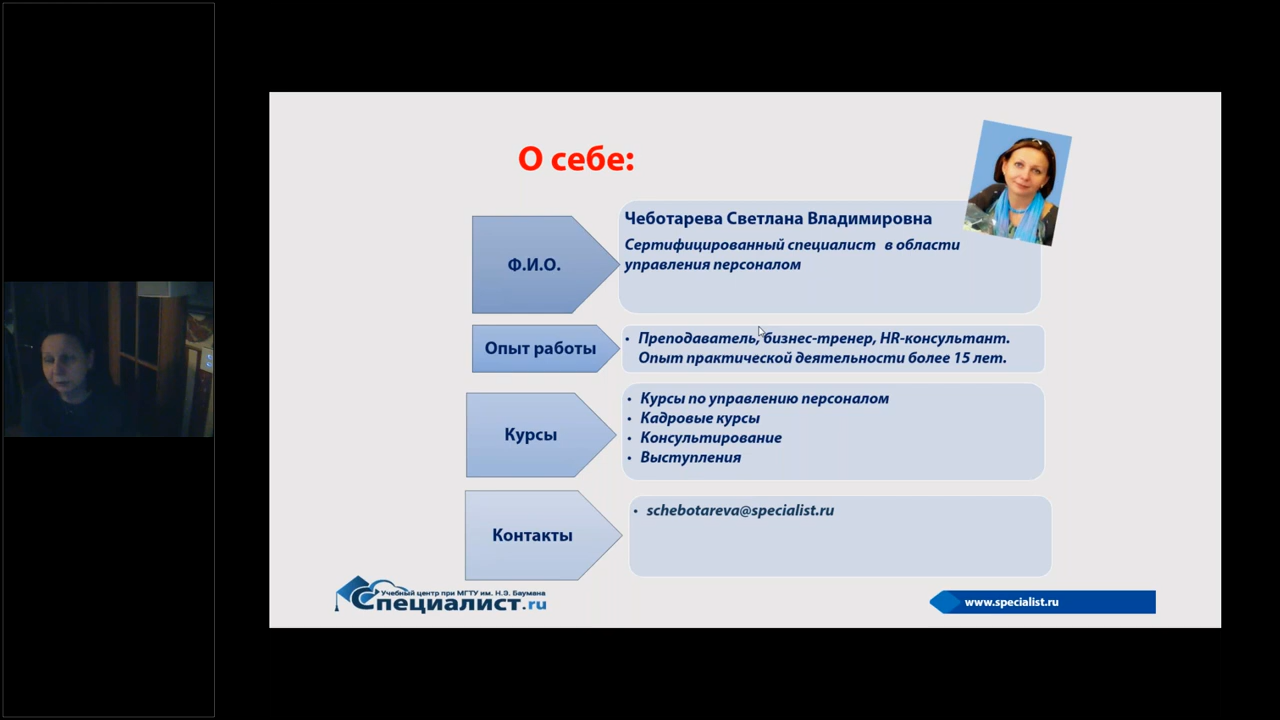 О себе:
Ф.И.О.
Чеботарева Светлана Владимировна
Сертифицированный специалист в области
управления персоналом
Опыт работы
• Преподаватель, бизнес-тренер, HR-консультант.
Опыт практической деятельности более 15 лет.
Курсы
• Курсы по управлению персоналом
• Кадровые курсы
• Консультирование
• Выступления
Контакты
• schebotareva@specialist.ru
Учебный центр при МГТУ им. Н.Э. Баумана
Специалист.ru
www.specialist.ru